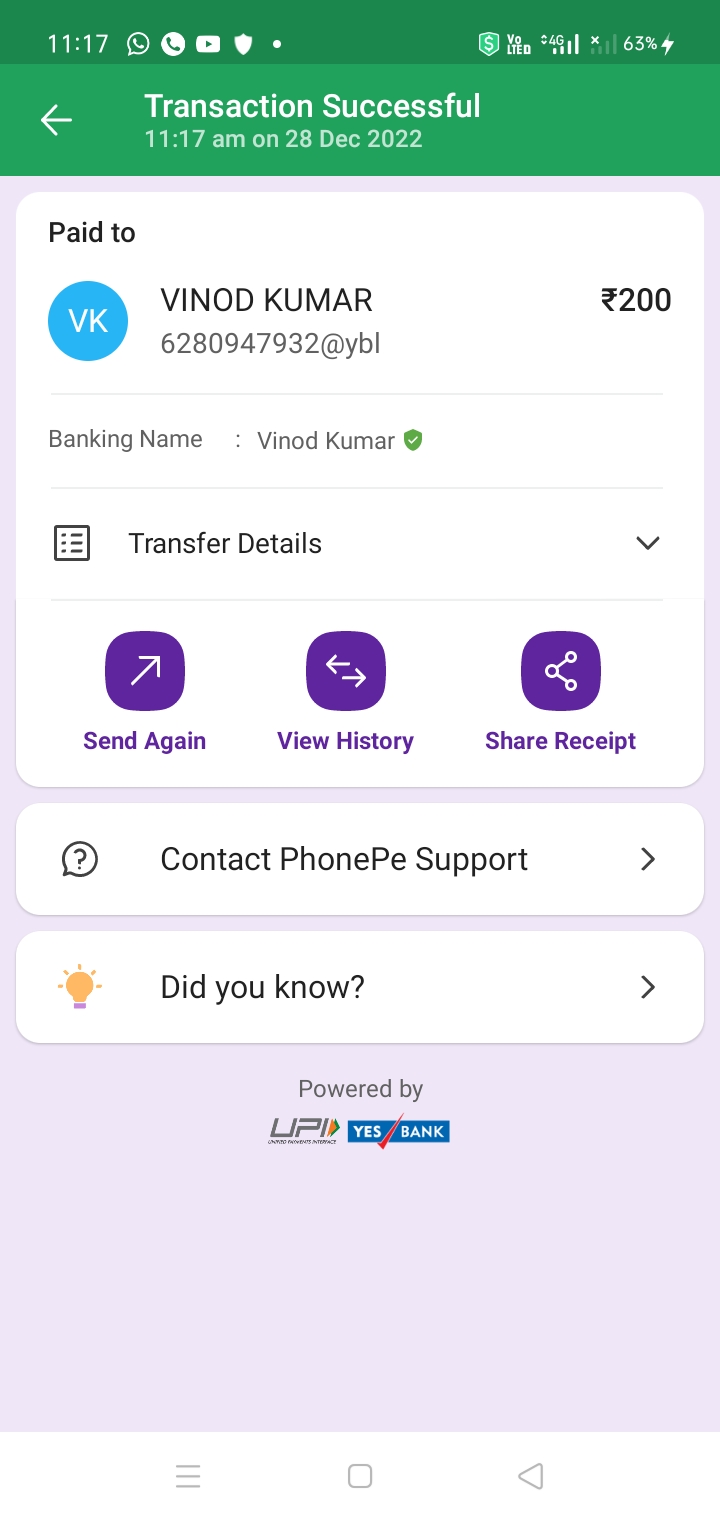 11:17 VoLTED 4G 63%
Transaction Successful
11:17 am on 28 Dec 2022
Paid to
VK VINOD KUMAR ₹200
6280947932@ybl
Banking Name : Vinod Kumar
Transfer Details
Send Again View History Share Receipt
Contact PhonePe Support
Did you know?
Powered by
UPI YES BANK
UNIFIED PAYMENTS INTERFACE